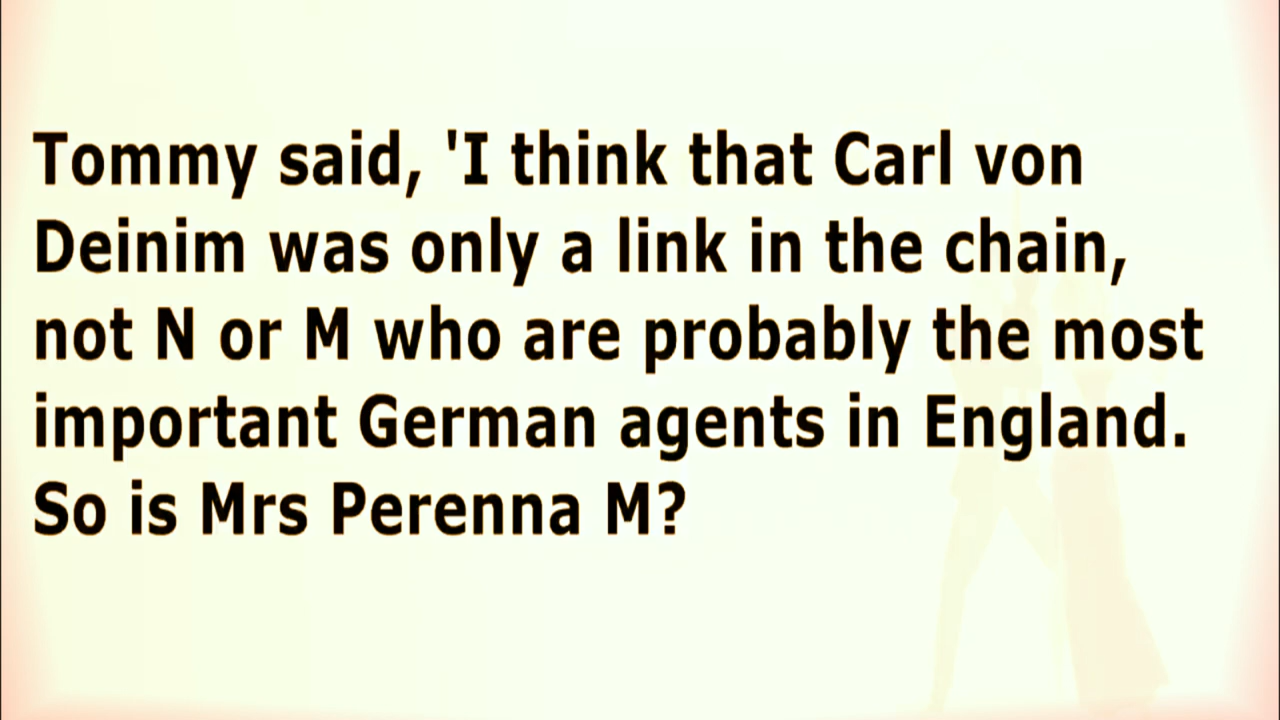 Tommy said, 'I think that Carl von
Deinim was only a link in the chain,
not N or M who are probably the most
important German agents in England.
So is Mrs Perenna M?